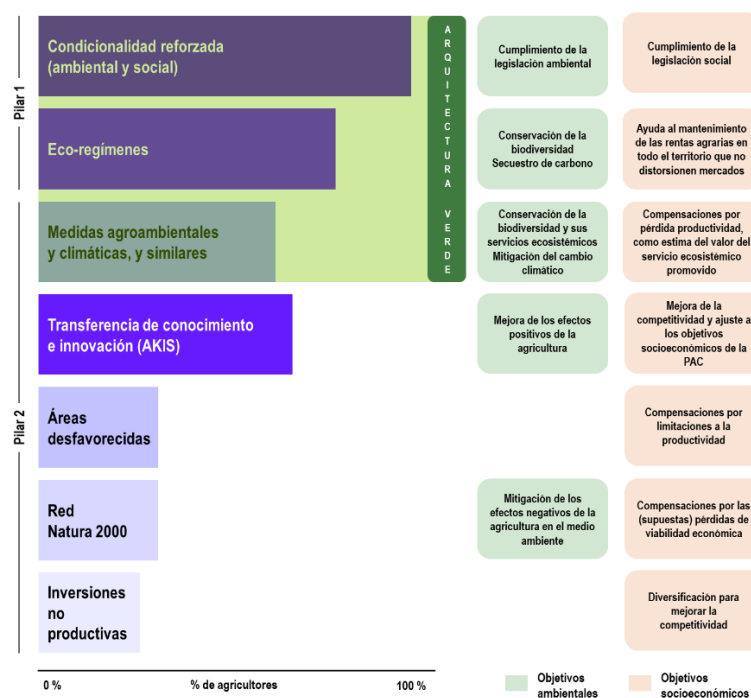 Pilar 1
Condicionalidad reforzada
(ambiental y social)
ARQUITECTURA VERDE
Cumplimiento de la
legislación ambiental
Cumplimiento de la
legislación social
Eco-regímenes
Conservación de la
biodiversidad
Secuestro de carbono
Ayuda al mantenimiento
de las rentas agrarias en
todo el territorio que no
distorsionen mercados
Pilar 2
Medidas agroambientales
y climáticas, y similares
Conservación de la
biodiversidad y sus
servicios ecosistémicos
Mitigación del cambio
climático
Compensaciones por
pérdida productividad,
como estima del valor del
servicio ecosistémico
promovido
Transferencia de conocimiento
e innovación (AKIS)
Mejora de los efectos
positivos de la
agricultura
Mejora de la
competitividad y ajuste a
los objetivos
socioeconómicos de la
PAC
Áreas
desfavorecidas
Compensaciones por
limitaciones a la
productividad
Red
Natura 2000
Mitigación de los
efectos negativos de la
agricultura en el medio
ambiente
Compensaciones por las
(supuestas) pérdidas de
viabilidad económica
Inversiones
no
productivas
Diversificación para
mejorar la
competitividad
0 %
% de agricultores
100 %
Objetivos
ambientales
Objetivos
socioeconómicos